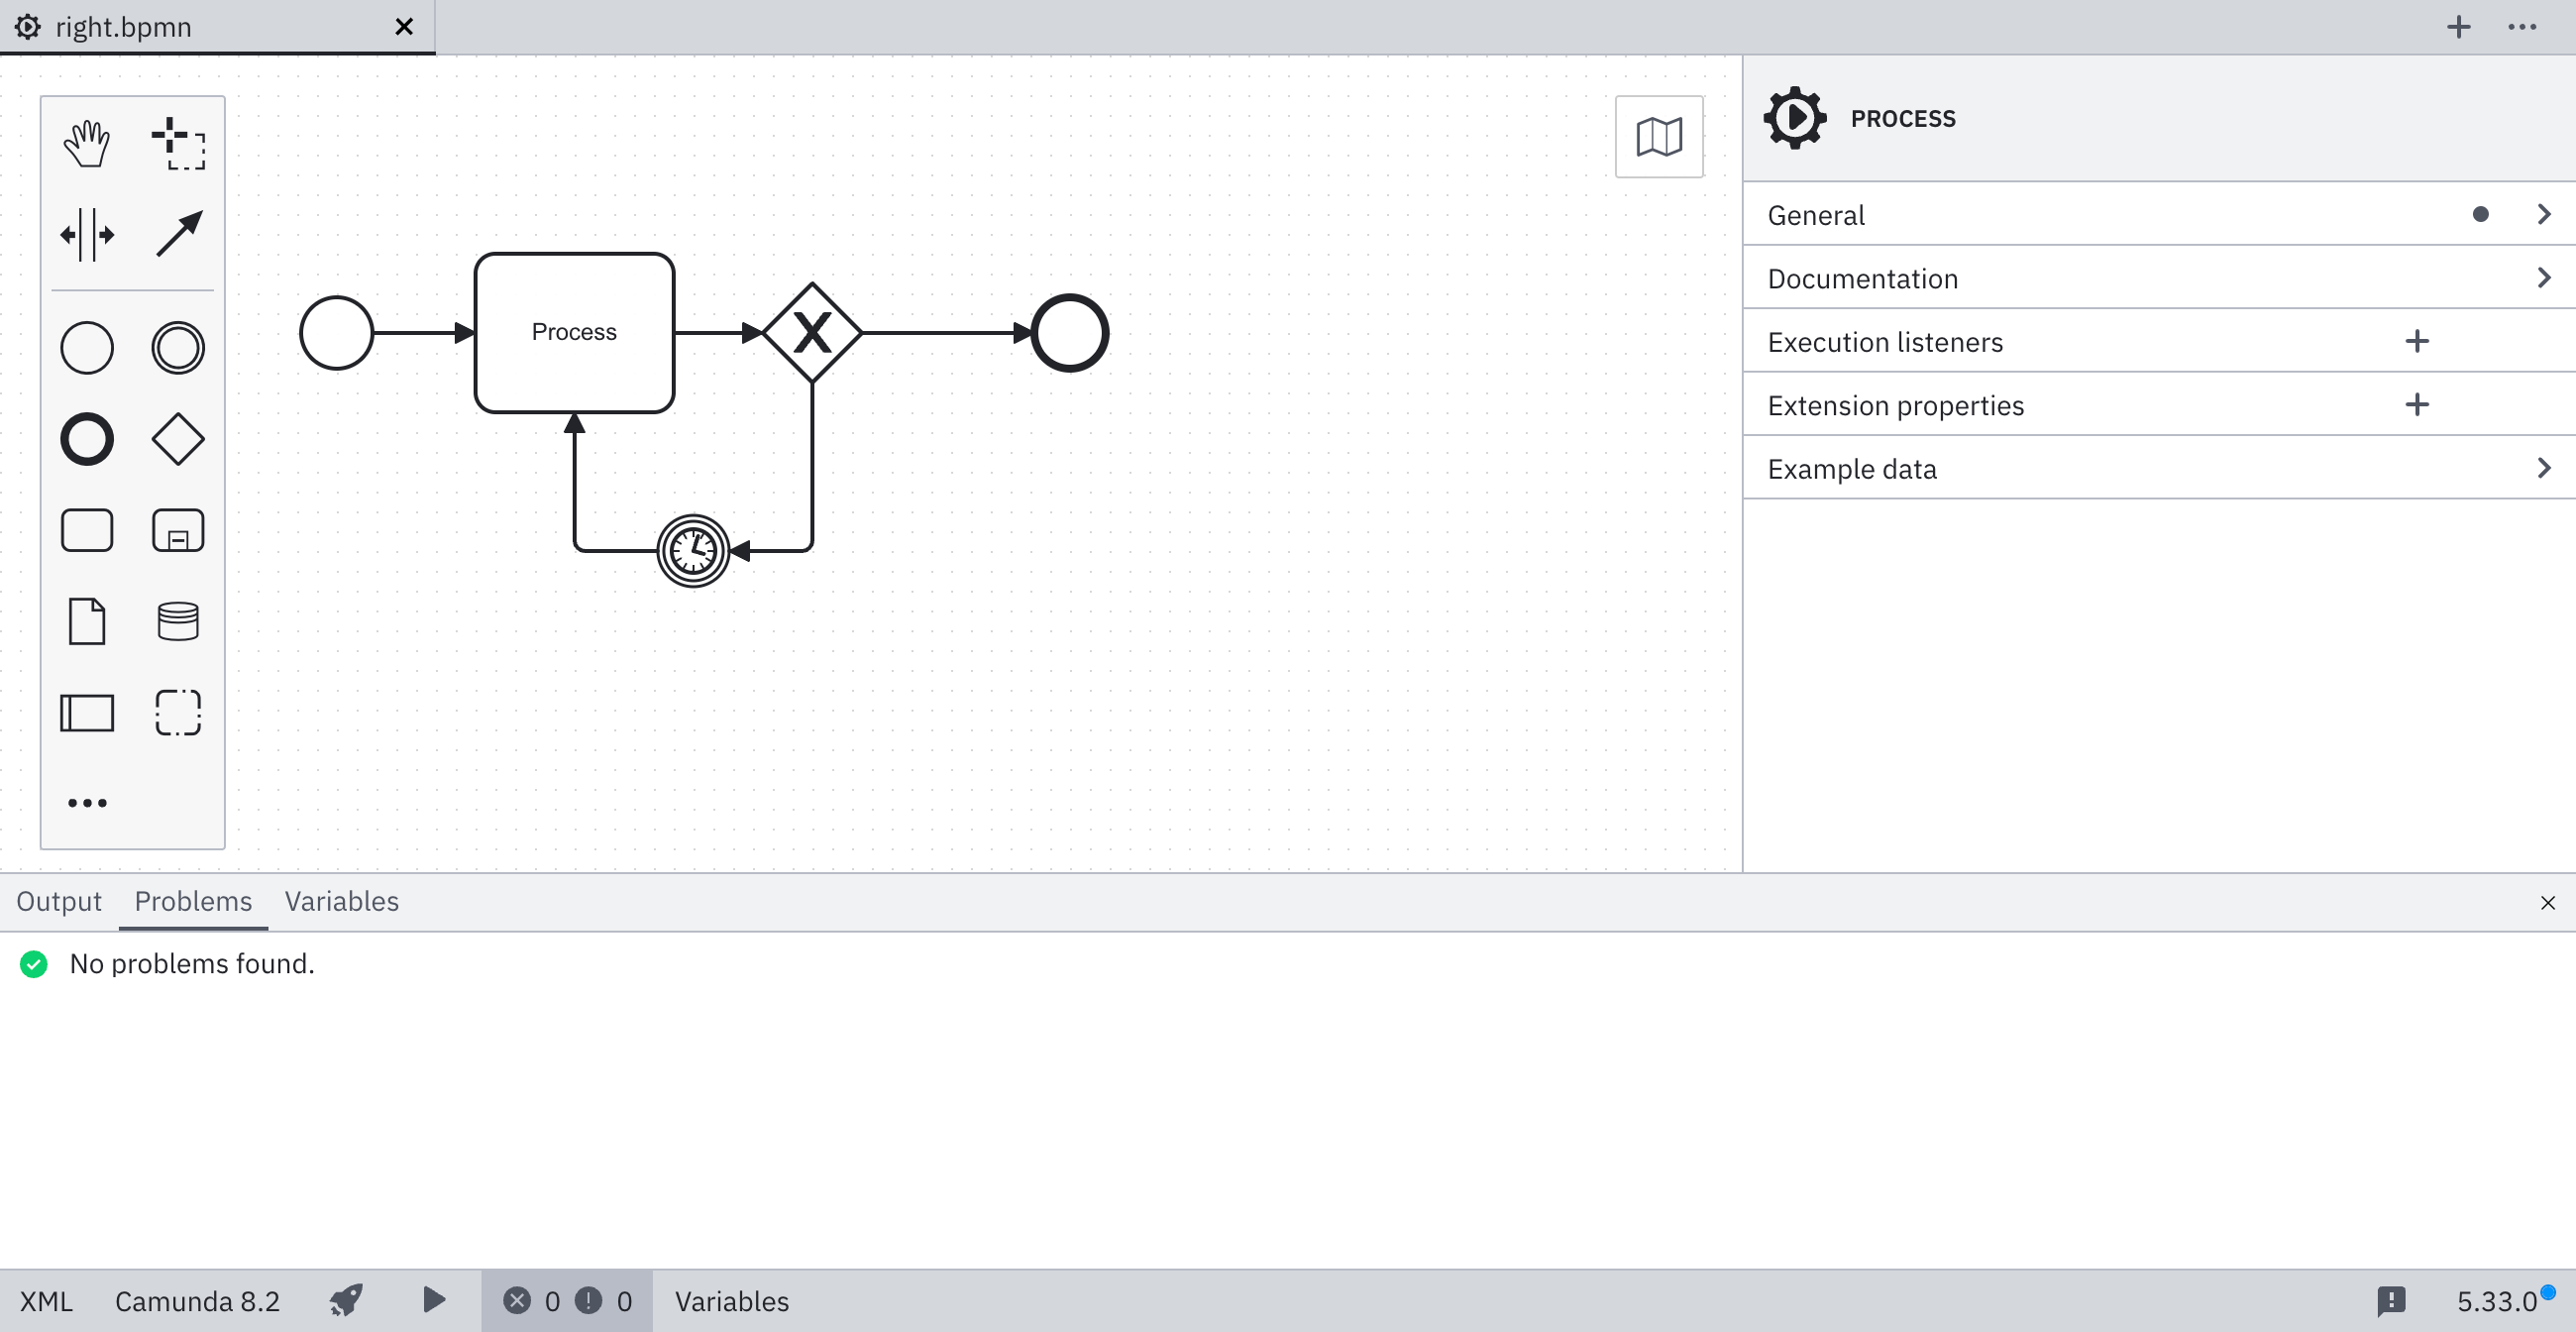 right.bpmn
PROCESS
General
Documentation
Execution listeners
Extension properties
Example data
Process
X
Output Problems Variables
No problems found.
XML Camunda 8.2 0 0 Variables 5.33.0